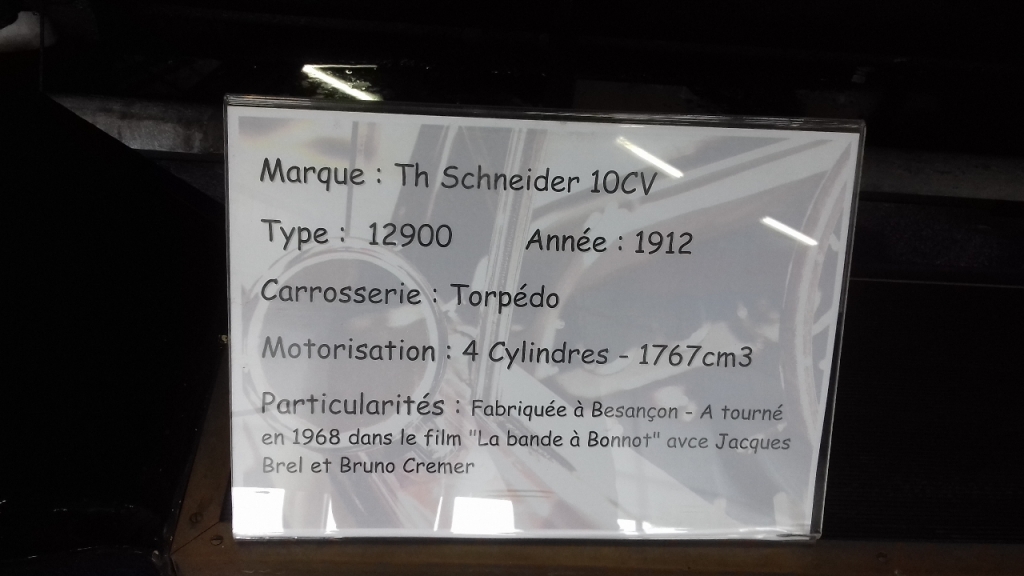 Marque : Th Schneider 10CV
Type : 12900 Année : 1912
Carrosserie : Torpédo
Motorisation : 4 Cylindres - 1767cm3
Particularités : Fabriquée à Besançon - A tourné
en 1968 dans le film "La bande à Bonnot" avce Jacques
Brel et Bruno Cremer